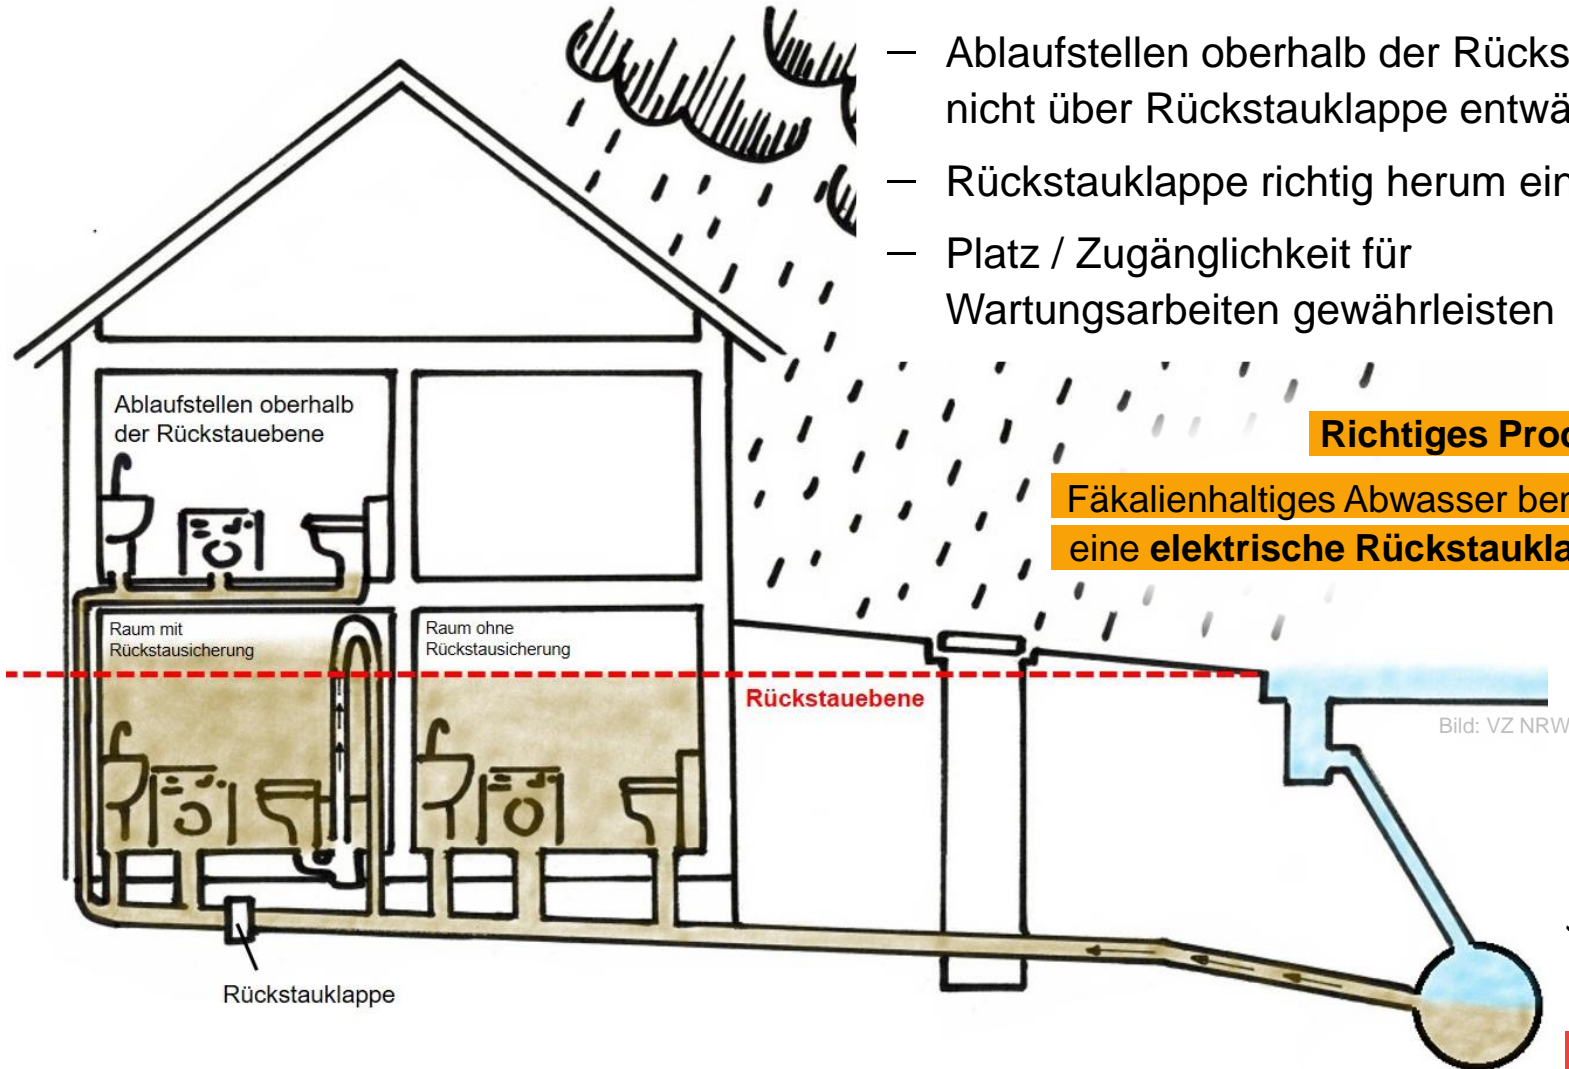 — Ablaufstellen oberhalb der Rücks
nicht über Rückstauklappe entwä
— Rückstauklappe richtig herum ein
— Platz / Zugänglichkeit für
Wartungsarbeiten gewährleisten
Ablaufstellen oberhalb
der Rückstauebene
Richtiges Proc
Fäkalienhaltiges Abwasser ben
eine elektrische Rückstaukla
Raum mit
Rückstausicherung
Raum ohne
Rückstausicherung
Rückstauebene
Bild: VZ NRW
Rückstauklappe